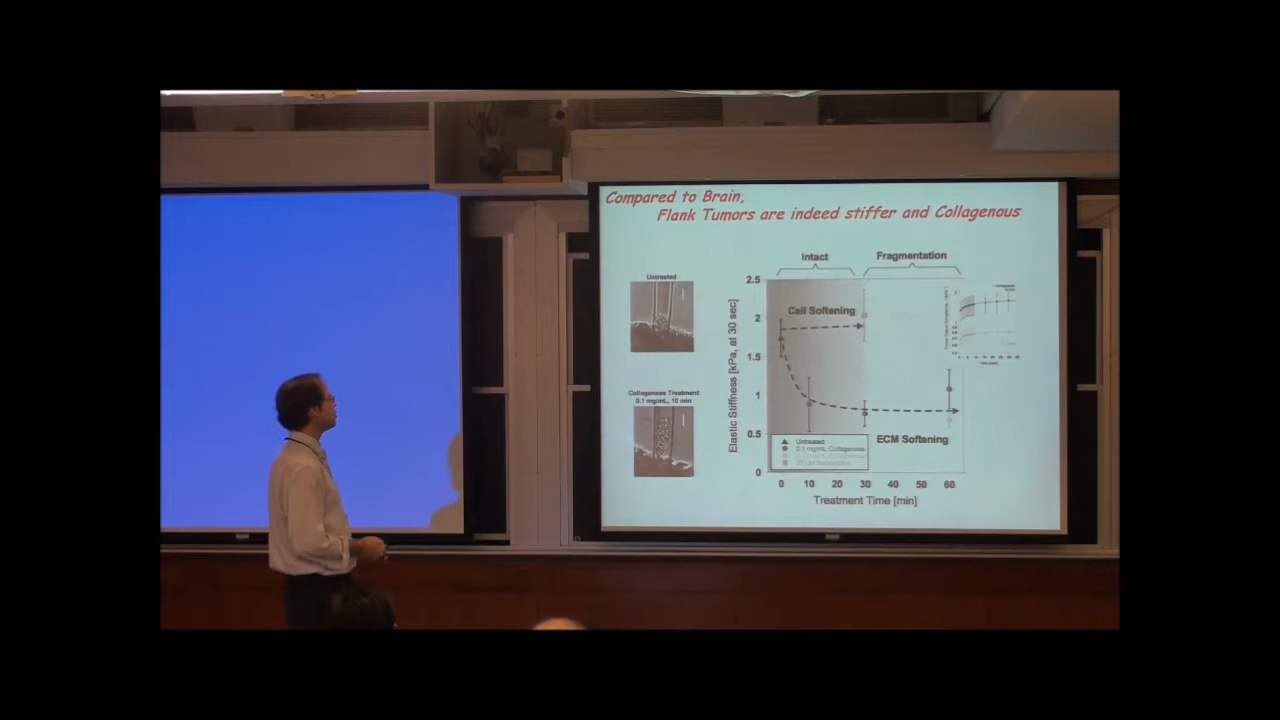 Compared to Brain,
Flank Tumors are indeed stiffer and Collagenous
Untreated
Collagenase Treatment
0.1 mg/mL, 10 min
Intact
Fragmentation
Elastic Stiffness [kPa, at 30 sec]
2.5
2
1.5
1
0.5
0
Cell Softening
ECM Softening
Untreated
0.1 mg/mL Collagenase
0 10 20 30 40 50 60
Treatment Time [min]